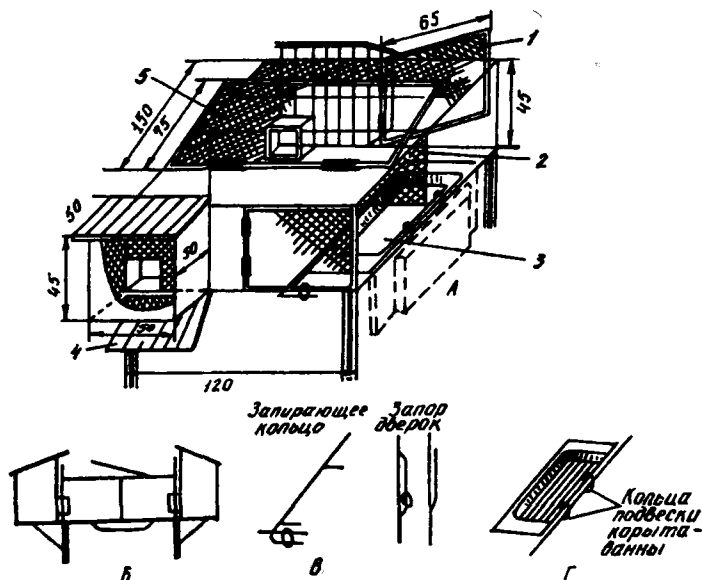 65
1
5
150
95
45
2
50
50
45
3
А
50
4
120
Запирающее
кольцо
Запор
дверок
Кольца
подвески
корыта-
ванны
Б
В
Г